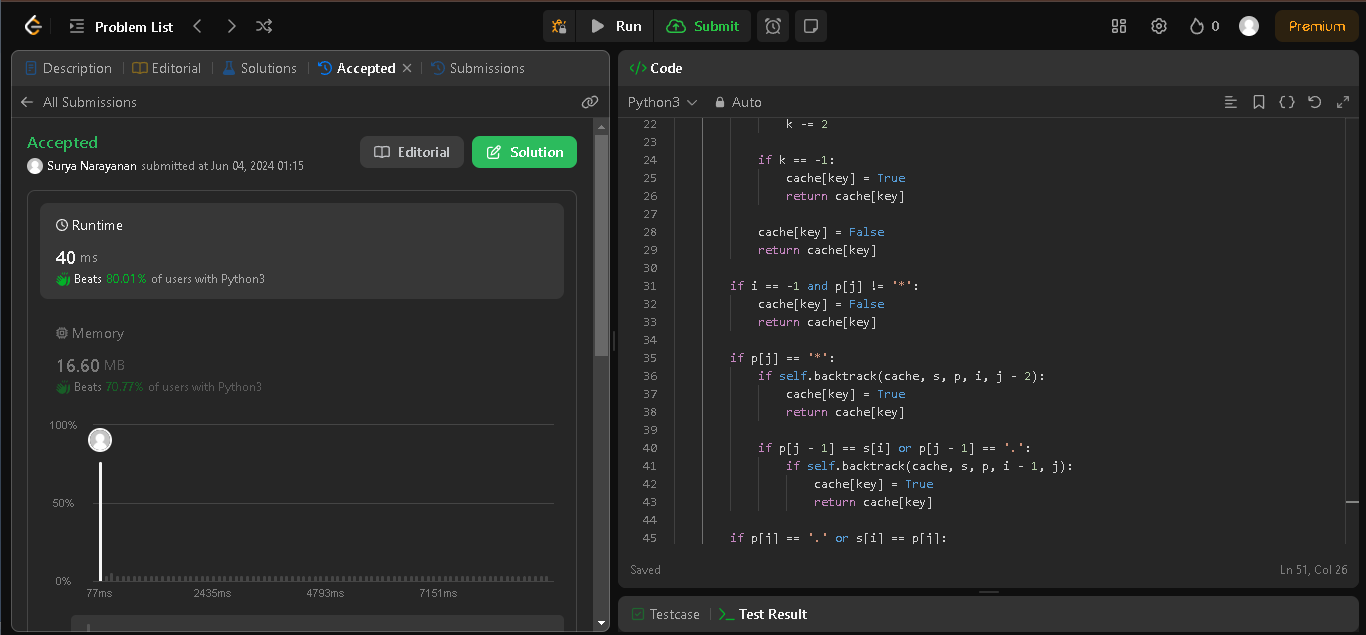 Problem List
Run
Submit
0
Premium
Description
Editorial
Solutions
Accepted
Submissions
All Submissions
Accepted
Surya Narayanan submitted at Jun 04, 2024 01:15
Editorial
Solution
Runtime
40 ms
Beats 80.01% of users with Python3
Memory
16.60 MB
Beats 70.77% of users with Python3
100%
50%
0%
77ms 2435ms 4793ms 7151ms
</> Code
Python3 Auto
22 k -= 2
23
24 if k == -1:
25 cache[key] = True
26 return cache[key]
27
28 cache[key] = False
29 return cache[key]
30
31 if i == -1 and p[j] != '*':
32 cache[key] = False
33 return cache[key]
34
35 if p[j] == '*':
36 if self.backtrack(cache, s, p, i, j - 2):
37 cache[key] = True
38 return cache[key]
39
40 if p[j - 1] == s[i] or p[j - 1] == '.':
41 if self.backtrack(cache, s, p, i - 1, j):
42 cache[key] = True
43 return cache[key]
44
45 if p[j] == '.' or s[i] == p[j]:
Saved
Ln 51, Col 26
Testcase
Test Result